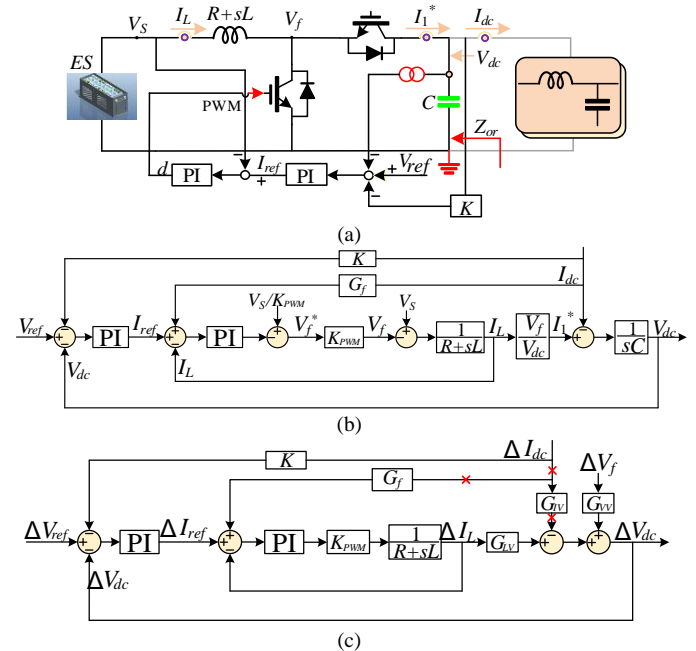 V_S I_L R+sL V_f I_1^* I_dc
V_dc
ES
PWM
C
Z_or
− −
d PI I_ref PI + V_ref
+ −
K
(a)
K
I_dc
G_f
V_S/K_PWM V_S
V_ref PI I_ref PI V_f^* K_PWM V_f 1/(R+sL) I_L V_f/V_dc I_1^* 1/(sC) V_dc
V_dc I_L
(b)
ΔI_dc
K
ΔV_f
G_f
G_IV G_VV
ΔV_ref PI ΔI_ref PI K_PWM 1/(R+sL) ΔI_L G_LV ΔV_dc
ΔV_dc
(c)